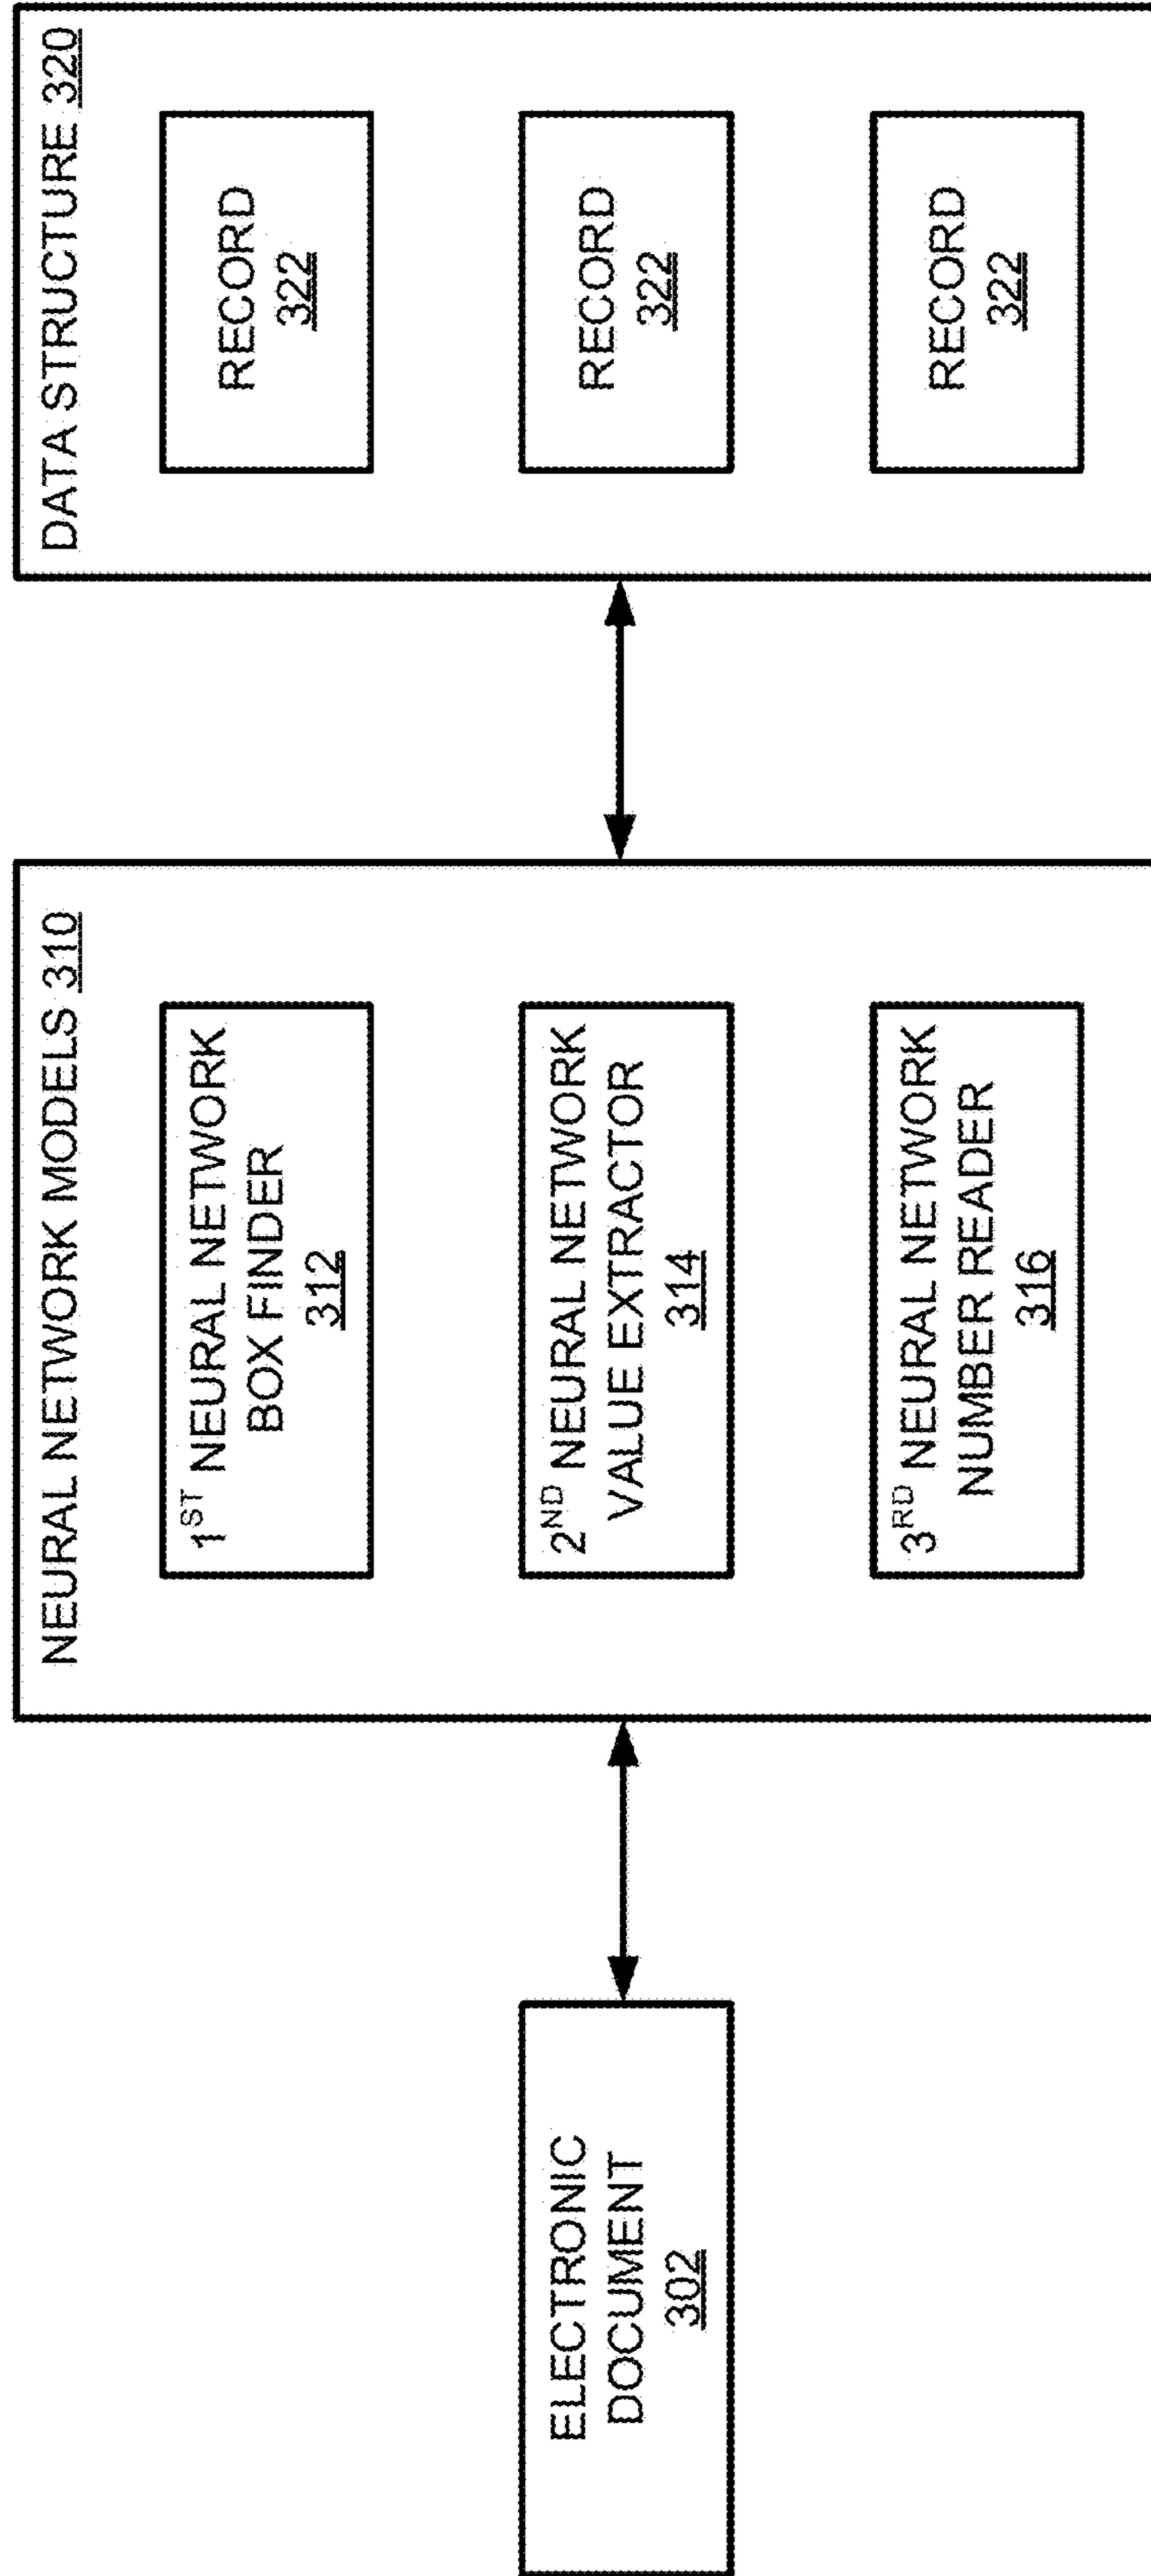 ELECTRONIC
DOCUMENT
302
NEURAL NETWORK MODELS 310
1ST NEURAL NETWORK
BOX FINDER
312
2ND NEURAL NETWORK
VALUE EXTRACTOR
314
3RD NEURAL NETWORK
NUMBER READER
316
DATA STRUCTURE 320
RECORD
322
RECORD
322
RECORD
322